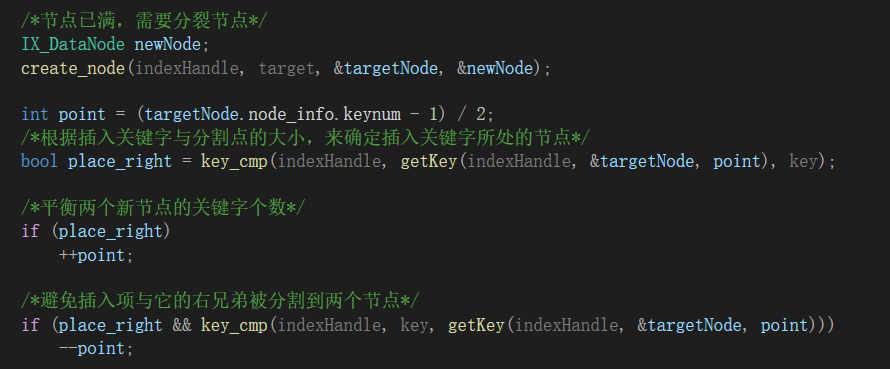 /*节点已满，需要分裂节点*/
IX_DataNode newNode;
create_node(indexHandle, target, &targetNode, &newNode);
int point = (targetNode.node_info.keynum - 1) / 2;
/*根据插入关键字与分割点的大小，来确定插入关键字所处的节点*/
bool place_right = key_cmp(indexHandle, getKey(indexHandle, &targetNode, point), key);
/*平衡两个新节点的关键字个数*/
if (place_right)
++point;
/*避免插入项与它的右兄弟被分割到两个节点*/
if (place_right && key_cmp(indexHandle, key, getKey(indexHandle, &targetNode, point)))
--point;